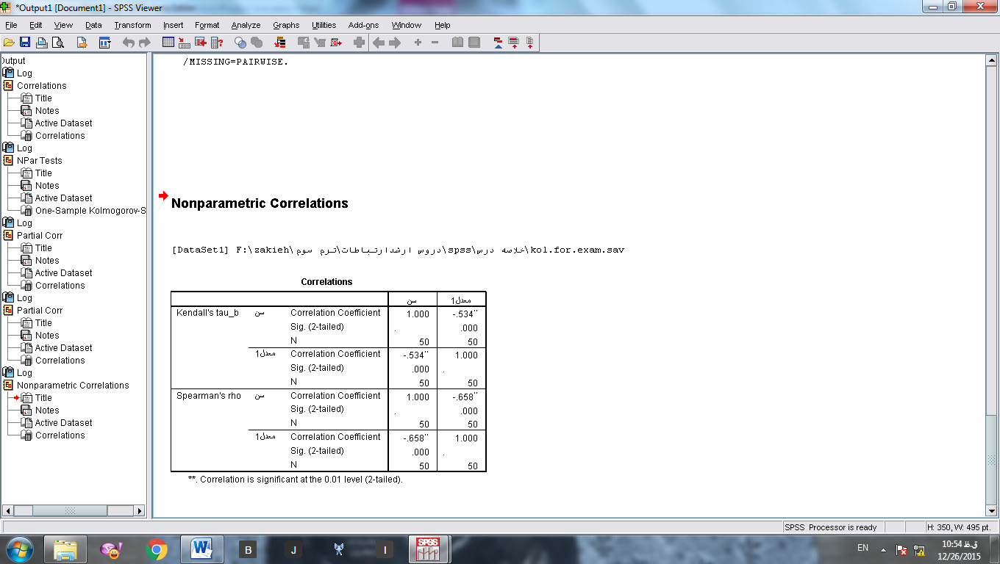 *Output1 [Document1] - SPSS Viewer
File Edit View Data Transform Insert Format Analyze Graphs Utilities Add-ons Window Help
Output
Log
Correlations
Title
Notes
Active Dataset
Correlations
Log
NPar Tests
Title
Notes
Active Dataset
One-Sample Kolmogorov-S
Log
Partial Corr
Title
Notes
Active Dataset
Correlations
Log
Partial Corr
Title
Notes
Active Dataset
Correlations
Log
Nonparametric Correlations
Title
Notes
Active Dataset
Correlations
/MISSING=PAIRWISE.
Nonparametric Correlations
[DataSet1] F:\zakieh\دروس ارشدارتباطات\ترم سوم\spss\خلاصه درس\kol.for.exam.sav
Correlations
سن معدل1
Kendall's tau_b سن Correlation Coefficient 1.000 -.534**
Sig. (2-tailed) . .000
N 50 50
معدل1 Correlation Coefficient -.534** 1.000
Sig. (2-tailed) .000 .
N 50 50
Spearman's rho سن Correlation Coefficient 1.000 -.658**
Sig. (2-tailed) . .000
N 50 50
معدل1 Correlation Coefficient -.658** 1.000
Sig. (2-tailed) .000 .
N 50 50
**. Correlation is significant at the 0.01 level (2-tailed).
SPSS Processor is ready H: 350, W: 495 pt.
B J I SPSS EN 10:54 ق.ظ
12/26/2015